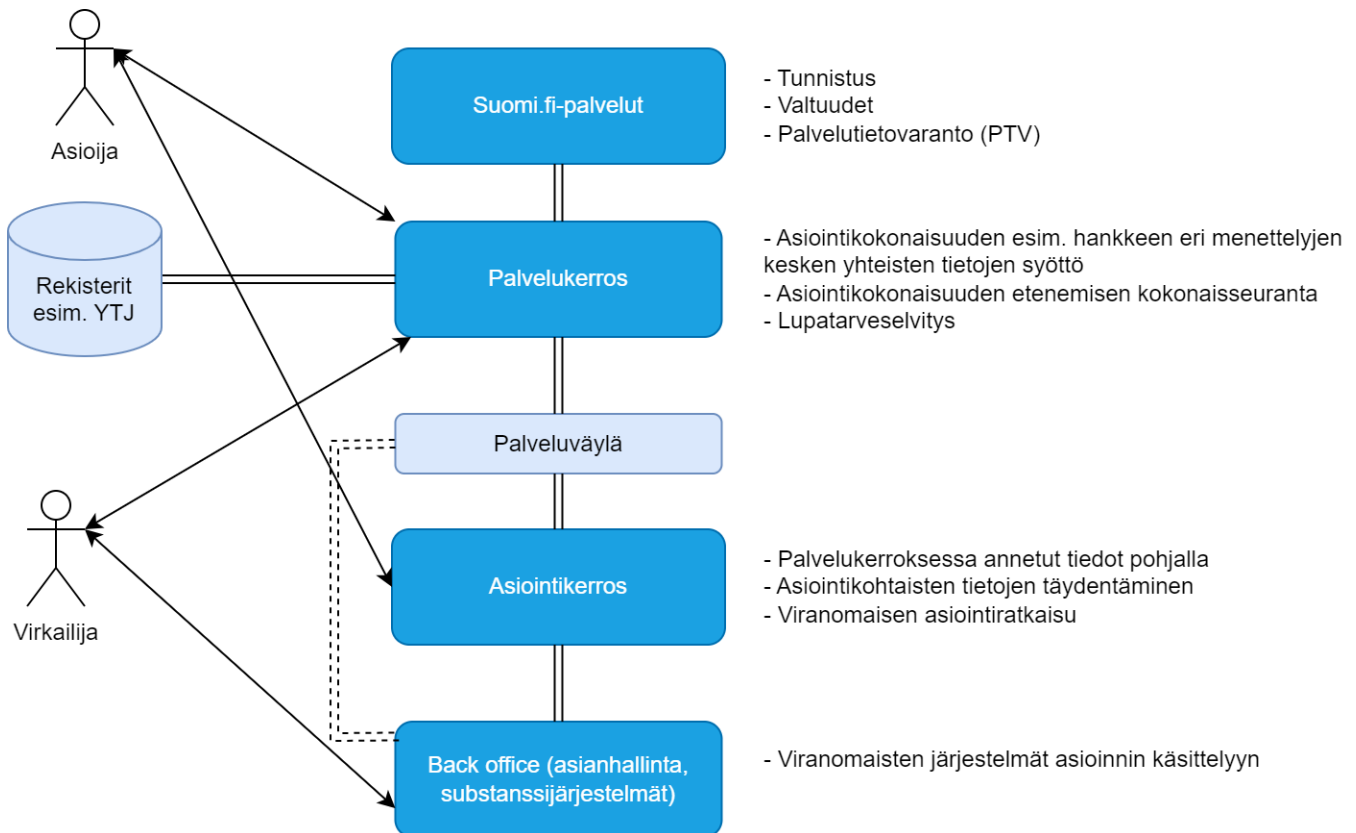 Suomi.fi-palvelut
- Tunnistus
- Valtuudet
- Palvelutietovaranto (PTV)
Asioija
Rekisterit
esim. YTJ
Palvelukerros
- Asiointikokonaisuuden esim. hankkeen eri menettelyjen
kesken yhteisten tietojen syöttö
- Asiointikokonaisuuden etenemisen kokonaisseuranta
- Lupatarveselvitys
Palveluväylä
Virkailija
Asiointikerros
- Palvelukerroksessa annetut tiedot pohjalla
- Asiointikohtaisten tietojen täydentäminen
- Viranomaisen asiointiratkaisu
Back office (asianhallinta,
substanssijärjestelmät)
- Viranomaisten järjestelmät asioinnin käsittelyyn